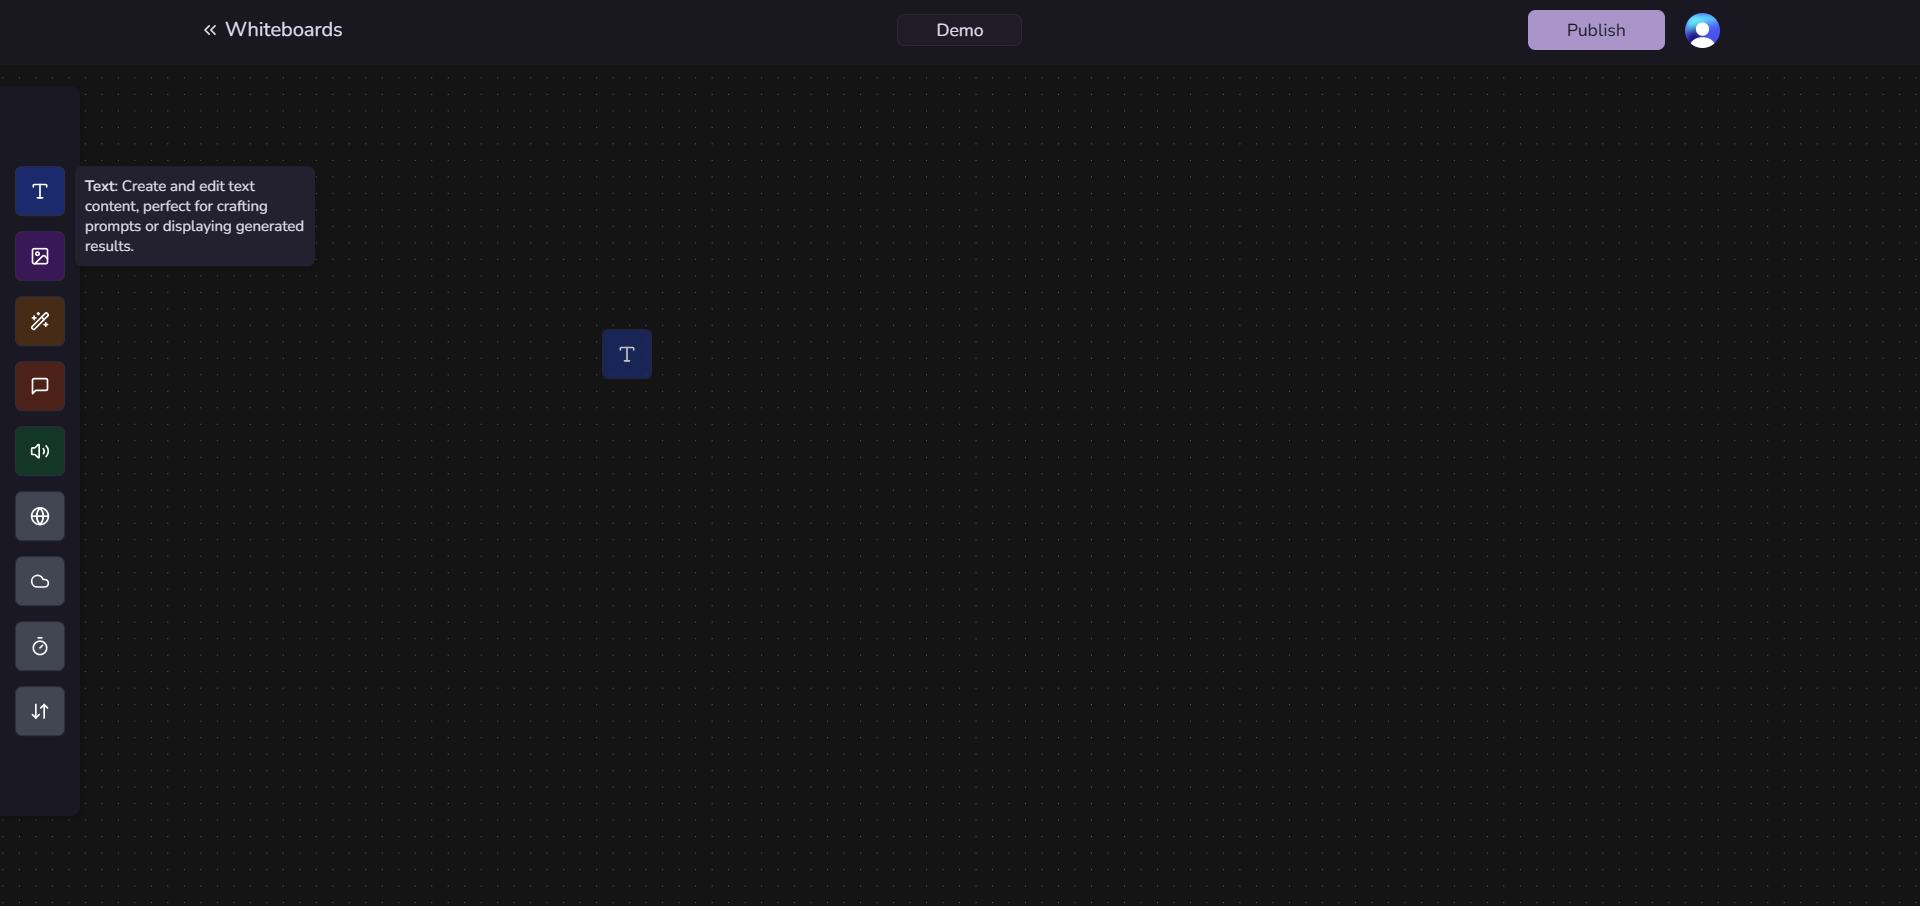 Whiteboards
Demo
Publish
Text: Create and edit text
content, perfect for crafting
prompts or displaying generated
results.